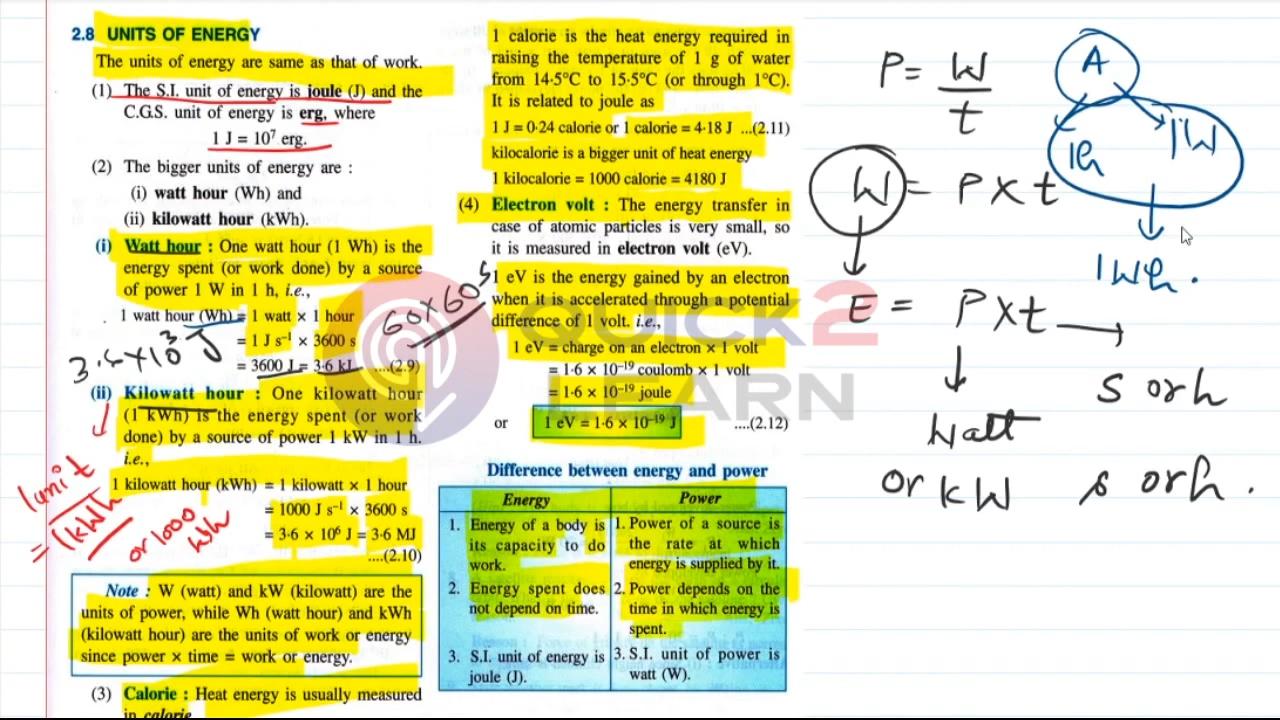 2.8 UNITS OF ENERGY
The units of energy are same as that of work.
(1) The S.I. unit of energy is joule (J) and the
C.G.S. unit of energy is erg, where
1 J = 10⁷ erg.
(2) The bigger units of energy are :
(i) watt hour (Wh) and
(ii) kilowatt hour (kWh).
(i) Watt hour : One watt hour (1 Wh) is the
energy spent (or work done) by a source
of power 1 W in 1 h, i.e.,
1 watt hour (Wh) = 1 watt × 1 hour
= 1 J s⁻¹ × 3600 s
= 3600 J = 3·6 kJ ....(2.9)
60×60 s
3.6×10³ J
(ii) Kilowatt hour : One kilowatt hour
(1 kWh) is the energy spent (or work
done) by a source of power 1 kW in 1 h.
i.e.,
1 kilowatt hour (kWh) = 1 kilowatt × 1 hour
= 1000 J s⁻¹ × 3600 s
= 3·6 × 10⁶ J = 3·6 MJ
....(2.10)
1unit
= 1kWh
or 1000
Wh
Note : W (watt) and kW (kilowatt) are the
units of power, while Wh (watt hour) and kWh
(kilowatt hour) are the units of work or energy
since power × time = work or energy.
(3) Calorie : Heat energy is usually measured
in calorie
1 calorie is the heat energy required in
raising the temperature of 1 g of water
from 14·5°C to 15·5°C (or through 1°C).
It is related to joule as
1 J = 0·24 calorie or 1 calorie = 4·18 J ...(2.11)
kilocalorie is a bigger unit of heat energy
1 kilocalorie = 1000 calorie = 4180 J
(4) Electron volt : The energy transfer in
case of atomic particles is very small, so
it is measured in electron volt (eV).
1 eV is the energy gained by an electron
when it is accelerated through a potential
difference of 1 volt. i.e.,
1 eV = charge on an electron × 1 volt
= 1·6 × 10⁻¹⁹ coulomb × 1 volt
= 1·6 × 10⁻¹⁹ joule
or 1 eV = 1·6 × 10⁻¹⁹ J ....(2.12)
Difference between energy and power
Energy Power
1. Energy of a body is 1. Power of a source is
its capacity to do the rate at which
work. energy is supplied by it.
2. Energy spent does 2. Power depends on the
not depend on time. time in which energy is
spent.
3. S.I. unit of energy is 3. S.I. unit of power is
joule (J). watt (W).
QUICK2
LEARN
P = W
t
W = P × t
E = P × t
S or h
Watt
or kW s or h.
A
1h 1W
1Wh.